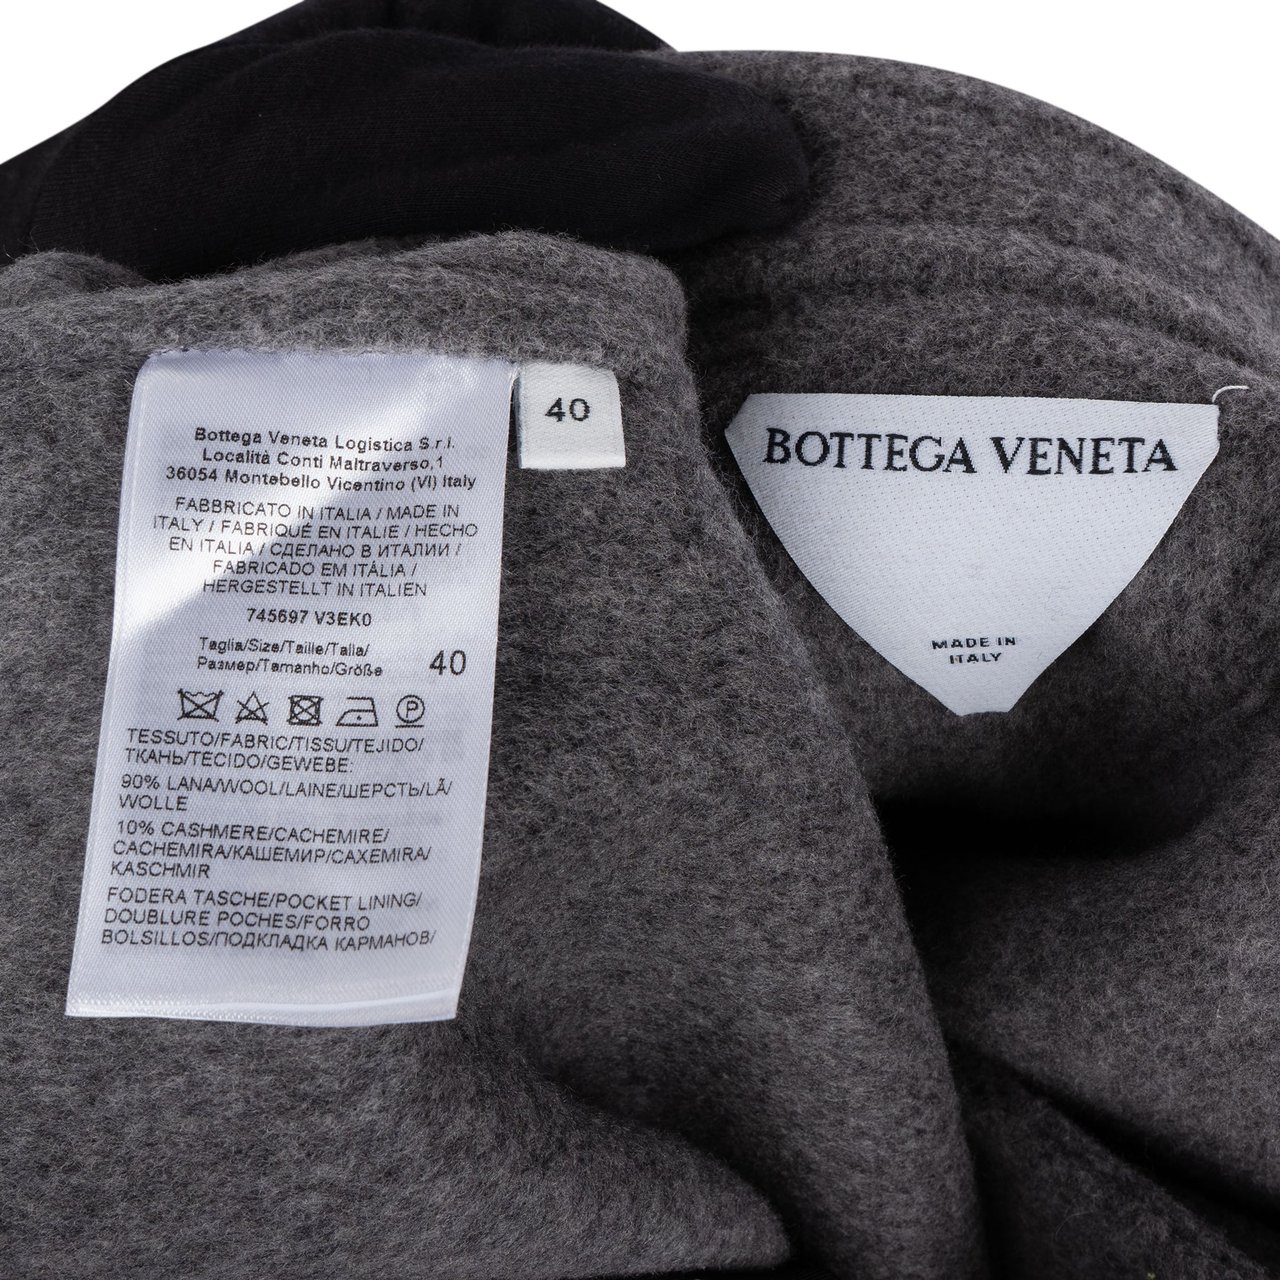 Bottega Veneta Logistica S.r.l.
Località Conti Maltraverso,1
36054 Montebello Vicentino (VI) Italy
FABBRICATO IN ITALIA / MADE IN
ITALY / FABRIQUÉ EN ITALIE / HECHO
EN ITALIA / СДЕЛАНО В ИТАЛИИ /
FABRICADO EM ITÁLIA /
HERGESTELLT IN ITALIEN
745697 V3EK0
Taglia/Size/Taille/Talla/
Размер/Tamanho/Größe 40
P
TESSUTO/FABRIC/TISSU/TEJIDO/
ТКАНЬ/TECIDO/GEWEBE:
90% LANA/WOOL/LAINE/ШЕРСТЬ/LÃ/
WOLLE
10% CASHMERE/CACHEMIRE/
CACHEMIRA/КАШЕМИР/CAXEMIRA/
KASCHMIR
FODERA TASCHE/POCKET LINING/
DOUBLURE POCHES/FORRO
BOLSILLOS/ПОДКЛАДКА КАРМАНОВ/
40
BOTTEGA VENETA
MADE IN
ITALY